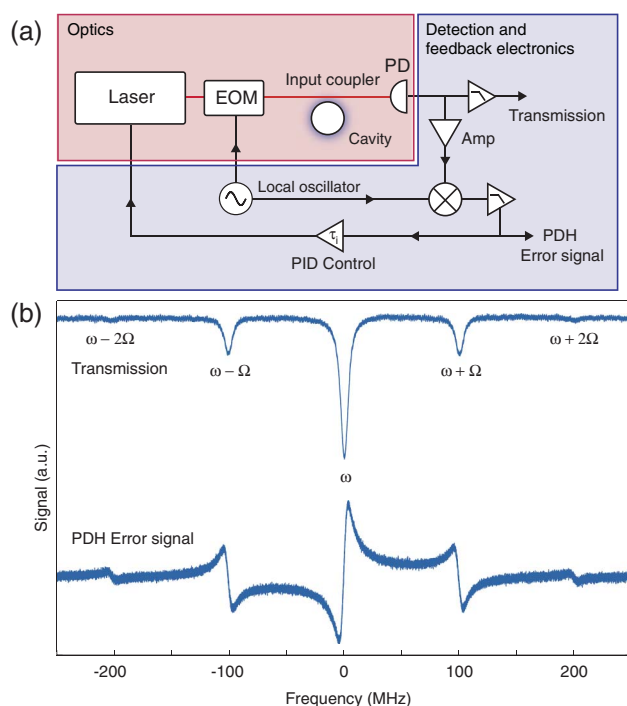 (a)
Optics
Detection and
feedback electronics
Laser
EOM
Input coupler
PD
Cavity
Transmission
Amp
Local oscillator
τi
PID Control
PDH
Error signal
(b)
ω − 2Ω
ω + 2Ω
Transmission
ω − Ω
ω + Ω
ω
PDH Error signal
Signal (a.u.)
-200
-100
0
100
200
Frequency (MHz)